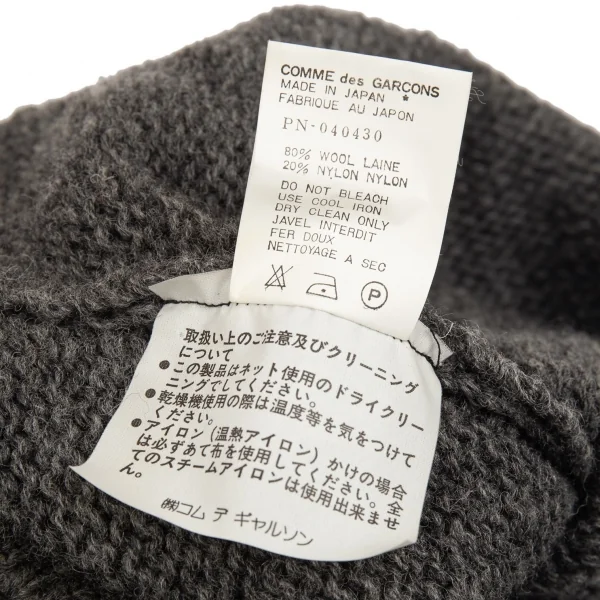 COMME des GARÇONS
MADE IN JAPAN *
FABRIQUE AU JAPON
PN-040430
80% WOOL LAINE
20% NYLON NYLON
DO NOT BLEACH
USE COOL IRON
DRY CLEAN ONLY
JAVEL INTERDIT
FER DOUX
NETTOYAGE A SEC
P
取扱い上のご注意及びクリーニング
について
●この製品はネット使用のドライクリー
ニングでしてください。
●乾燥機使用の際は温度等を気をつけて
ください。
●アイロン(温熱アイロン)かけの場合
は必ずあて布を使用してください。全
てのスチームアイロンは使用出来ませ
ん。
㈱コム デ ギャルソン